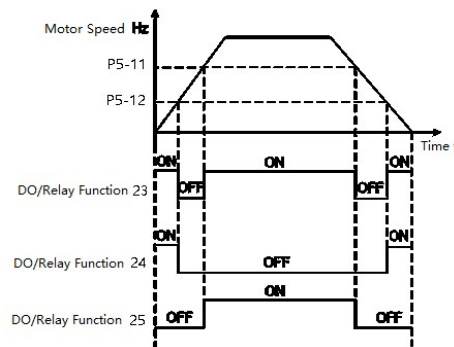 Motor Speed Hz
P5-11
P5-12
Time
ON ON ON
DO/Relay Function 23 OFF OFF
ON ON
DO/Relay Function 24 OFF
ON
DO/Relay Function 25 OFF OFF